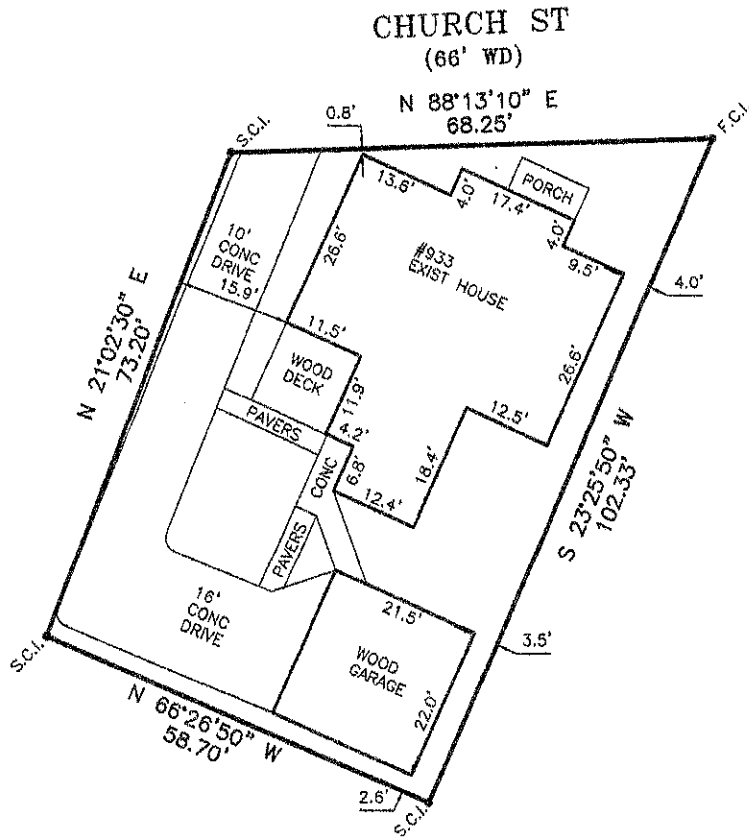 CHURCH ST
(66' WD)
N 88°13'10" E
68.25'
0.8'
S.C.I.
F.C.I.
13.6'
4.0'
17.4'
PORCH
4.0'
9.5'
10'
CONC
DRIVE
15.9'
26.6'
#933
EXIST HOUSE
4.0'
N 21°02'30" E
73.20'
11.5'
WOOD
DECK
11.9'
26.6'
PAVERS
4.2'
12.5'
CONC
6.8'
18.4'
12.4'
S 23°25'50" W
102.33'
PAVERS
16'
CONC
DRIVE
21.5'
WOOD
GARAGE
22.0'
3.5'
S.C.I.
N 66°26'50" W
58.70'
2.6'
S.C.I.